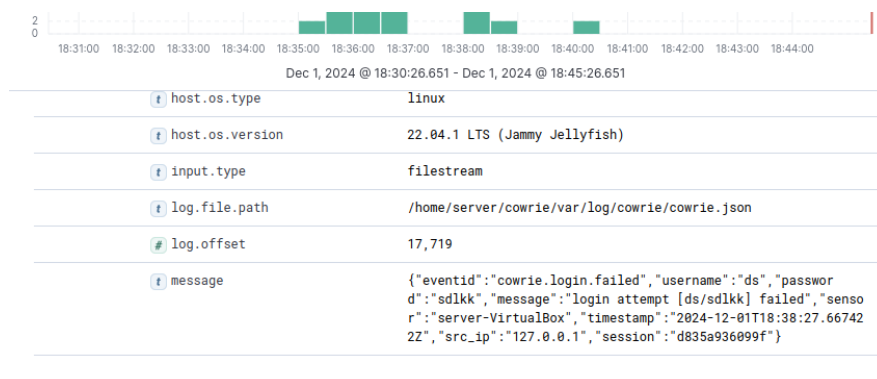 2
0
18:31:00 18:32:00 18:33:00 18:34:00 18:35:00 18:36:00 18:37:00 18:38:00 18:39:00 18:40:00 18:41:00 18:42:00 18:43:00 18:44:00
Dec 1, 2024 @ 18:30:26.651 - Dec 1, 2024 @ 18:45:26.651
t host.os.type linux
t host.os.version 22.04.1 LTS (Jammy Jellyfish)
t input.type filestream
t log.file.path /home/server/cowrie/var/log/cowrie/cowrie.json
# log.offset 17,719
t message {"eventid":"cowrie.login.failed","username":"ds","passwor
d":"sdlkk","message":"login attempt [ds/sdlkk] failed","senso
r":"server-VirtualBox","timestamp":"2024-12-01T18:38:27.66742
2Z","src_ip":"127.0.0.1","session":"d835a936099f"}